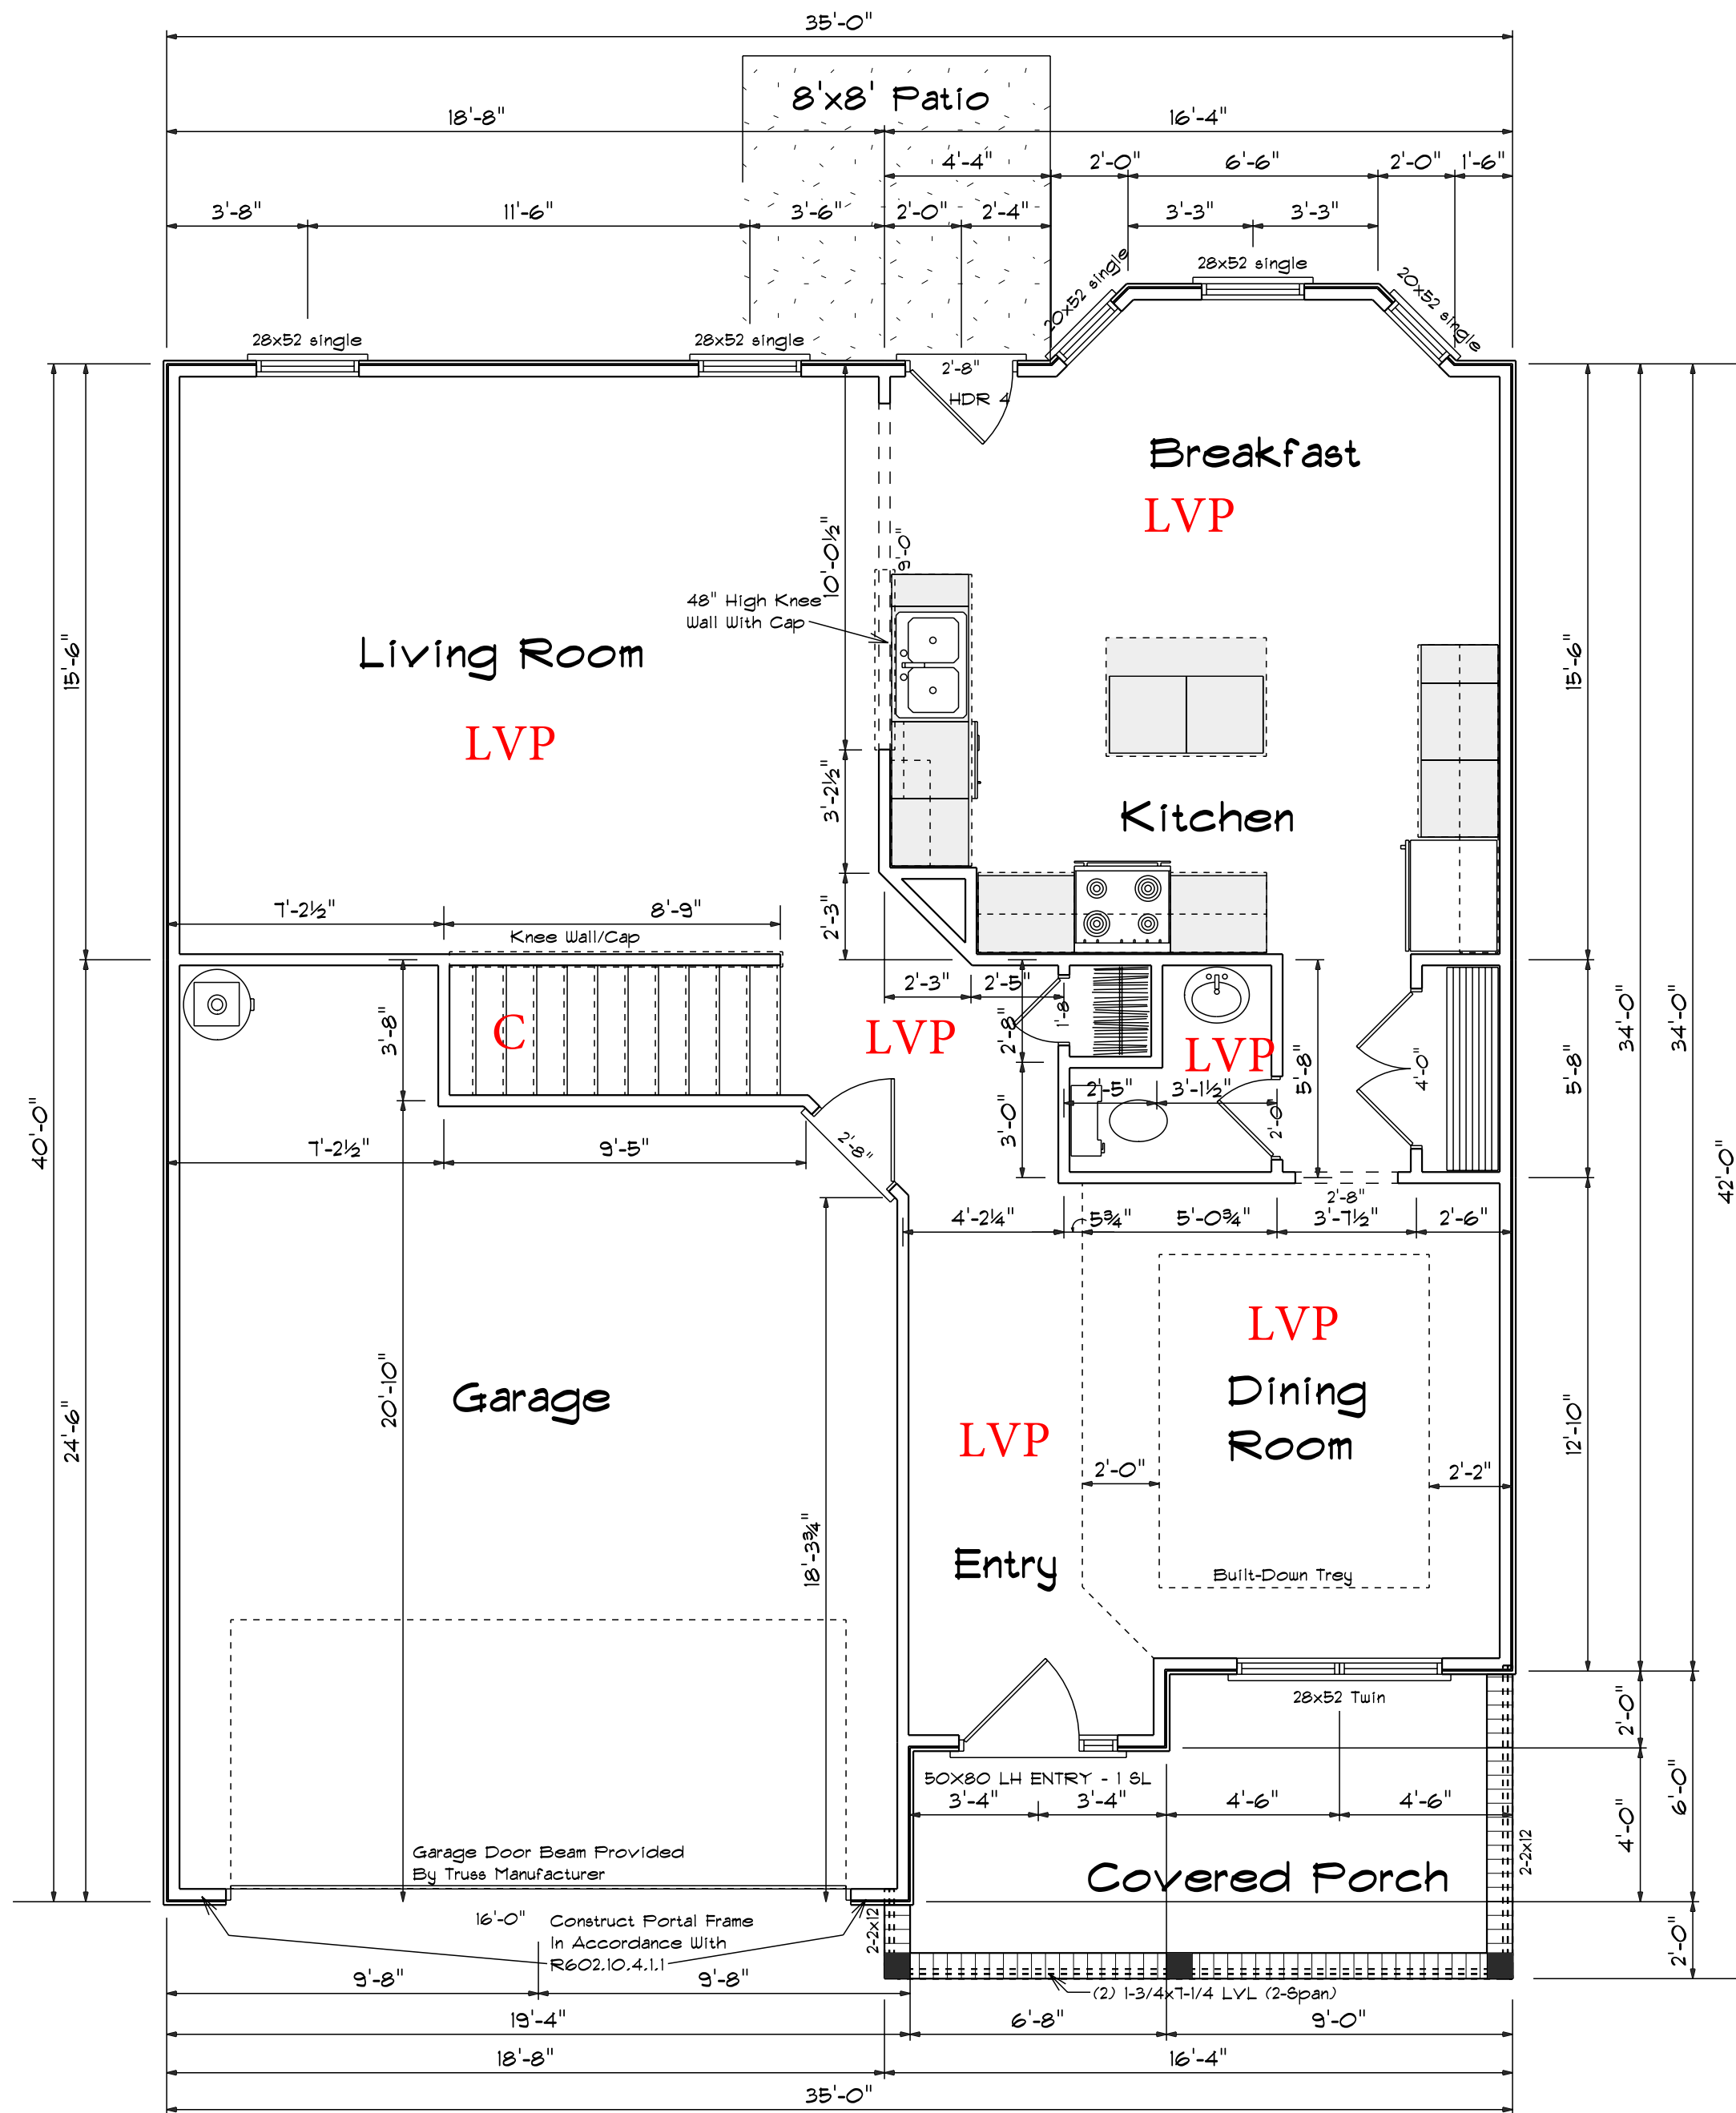 35'-0"
8'x8' Patio
18'-8"
16'-4"
4'-4"
2'-0"
6'-6"
2'-0"
1'-6"
3'-8"
11'-6"
3'-6"
2'-0"
2'-4"
3'-3"
3'-3"
28x52 single
20x52 single
20x52 single
28x52 single
28x52 single
2'-8"
HDR 4
Breakfast
LVP
10'-0½"
9'-0"
48" High Knee
Wall With Cap
Living Room
LVP
15'-6"
15'-6"
3'-2½"
Kitchen
7'-2½"
8'-9"
2'-3"
Knee Wall/Cap
2'-3"
2'-5"
3'-8"
C
LVP
2'-8"
1'-8"
LVP
5'-8"
4'-0"
5'-8"
34'-0"
34'-0"
40'-0"
42'-0"
3'-0"
2'-5"
3'-1½"
2'-0"
7'-2½"
9'-5"
2'-8"
2'-8"
4'-2¼"
5¾"
5'-0¾"
3'-7½"
2'-6"
LVP
Dining
Room
20'-10"
Garage
24'-6"
12'-10"
LVP
2'-0"
2'-2"
18'-3¾"
Entry
Built-Down Trey
28x52 Twin
2'-0"
50X80 LH ENTRY - 1 SL
3'-4"
3'-4"
4'-6"
4'-6"
6'-0"
4'-0"
2-2x12
Garage Door Beam Provided
By Truss Manufacturer
Covered Porch
16'-0"
Construct Portal Frame
In Accordance With
R602.10.4.1.1
2-2x12
2'-0"
9'-8"
9'-8"
(2) 1-3/4x7-1/4 LVL (2-Span)
19'-4"
6'-8"
9'-0"
18'-8"
16'-4"
35'-0"